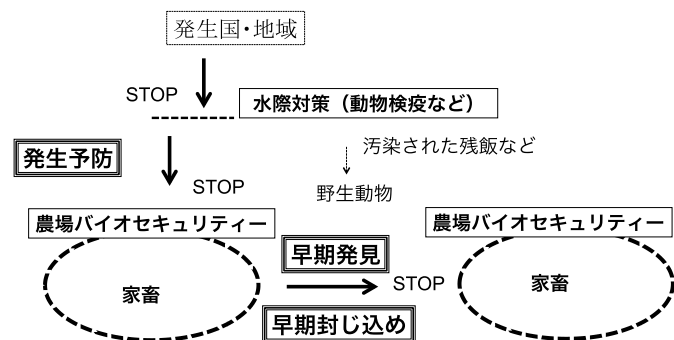 発生国・地域
STOP
水際対策（動物検疫など）
汚染された残飯など
発生予防
STOP
野生動物
農場バイオセキュリティー
農場バイオセキュリティー
早期発見
家畜
STOP
家畜
早期封じ込め